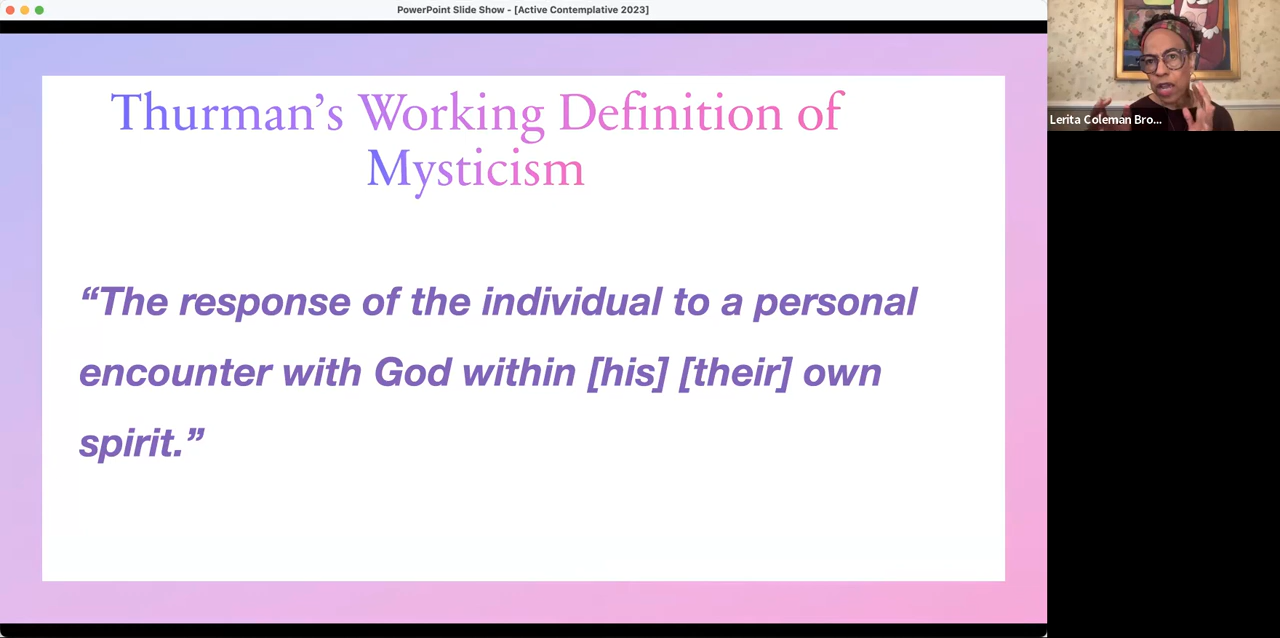 PowerPoint Slide Show - [Active Contemplative 2023]
Thurman’s Working Definition of
Mysticism
“The response of the individual to a personal
encounter with God within [his] [their] own
spirit.”
Lerita Coleman Bro...